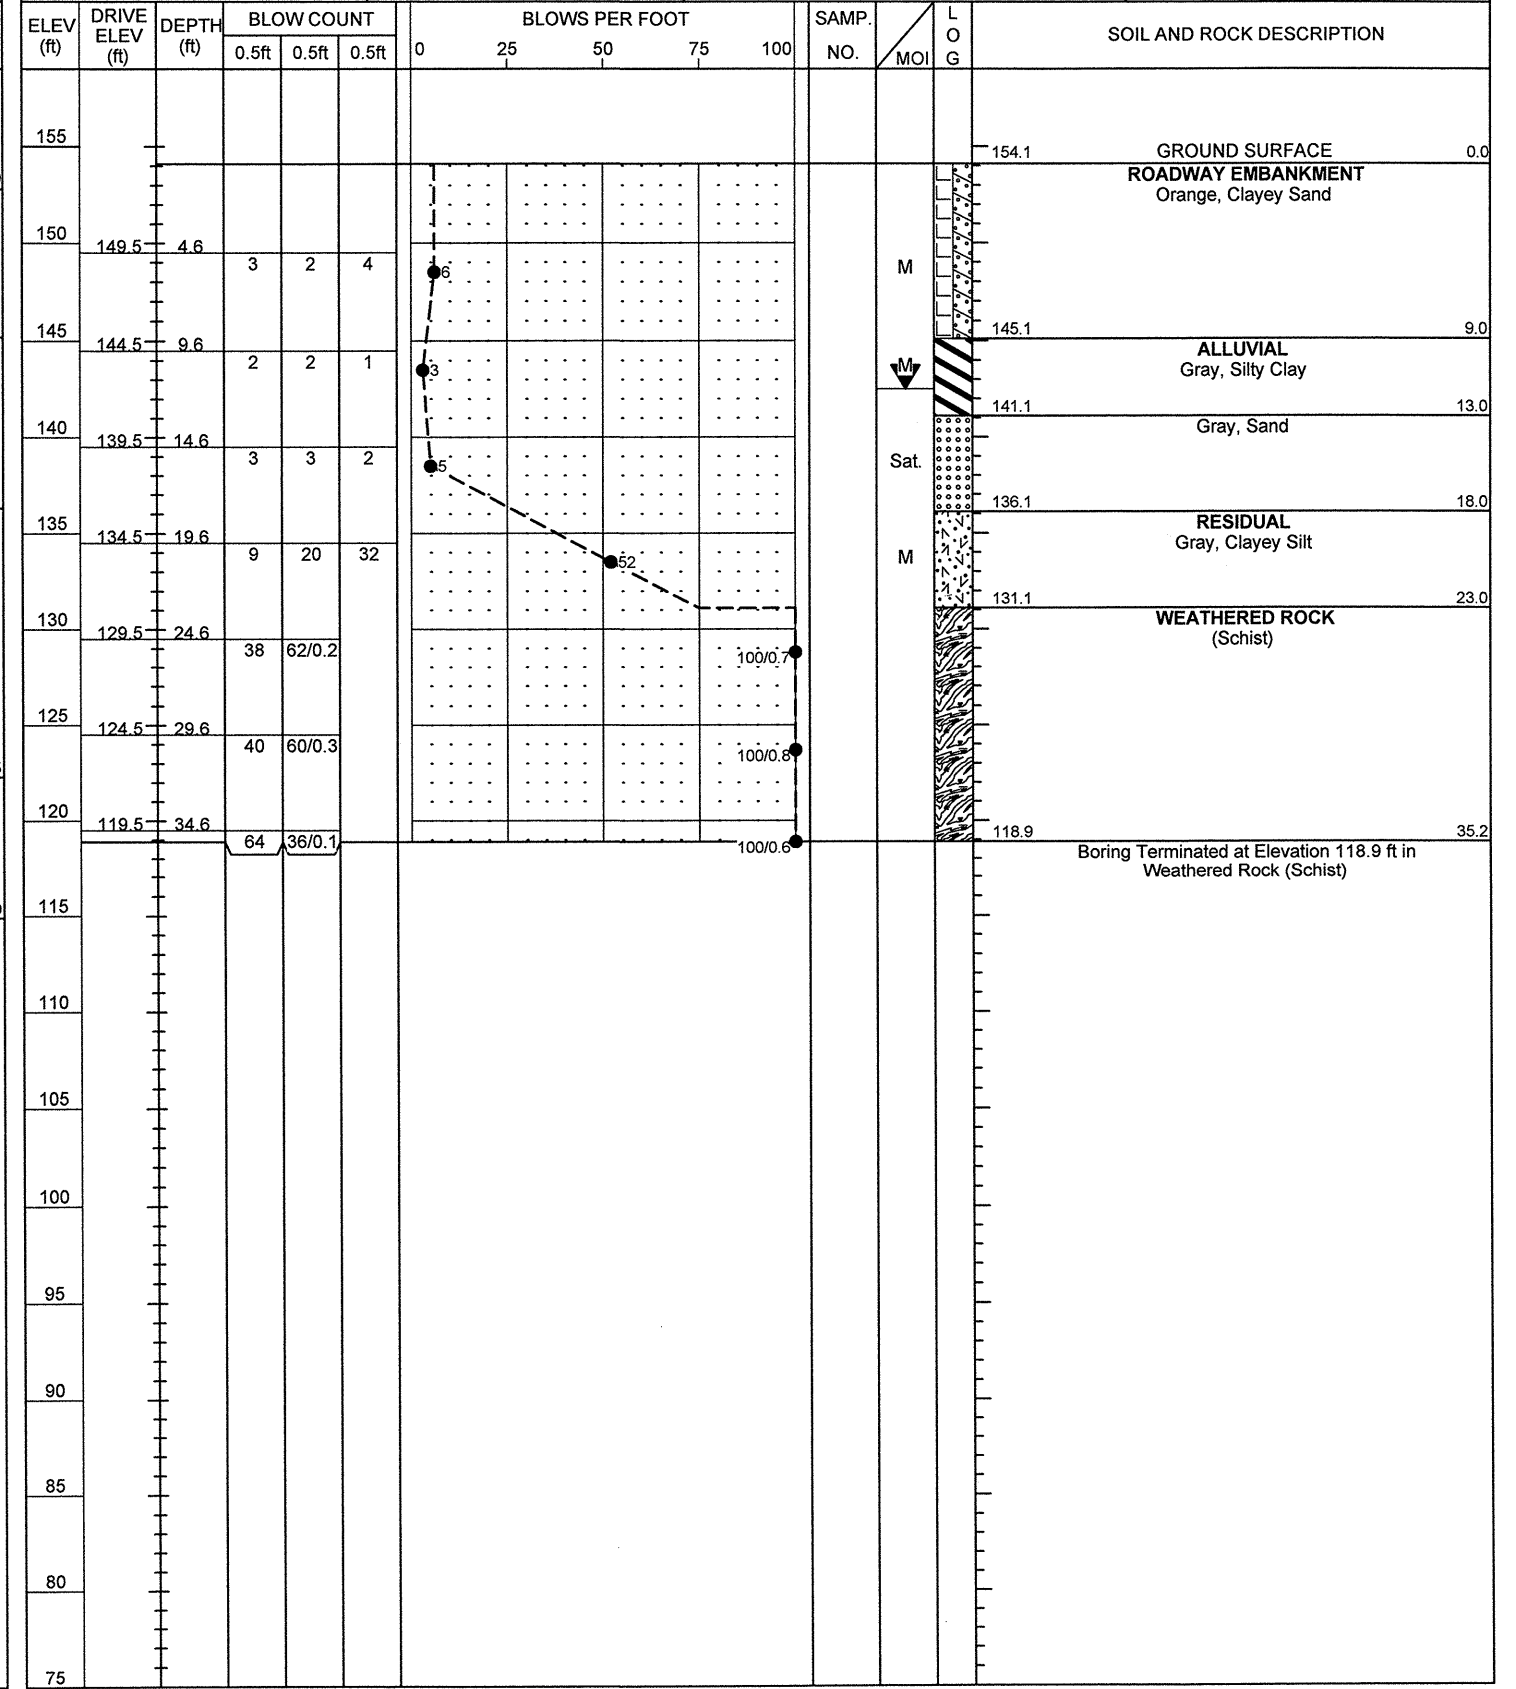 ELEV (ft) DRIVE ELEV (ft) DEPTH (ft) BLOW COUNT BLOWS PER FOOT SAMP. NO. MOI LOG SOIL AND ROCK DESCRIPTION
0.5ft 0.5ft 0.5ft 0 25 50 75 100
155
154.1 GROUND SURFACE 0.0
ROADWAY EMBANKMENT
Orange, Clayey Sand
150
149.5 4.6
3 2 4 6 M
145
145.1 9.0
144.5 9.6
ALLUVIAL
2 2 1 3 M Gray, Silty Clay
141.1 13.0
140
Gray, Sand
139.5 14.6
3 3 2 5 Sat.
136.1 18.0
135
RESIDUAL
134.5 19.6
Gray, Clayey Silt
9 20 32 52 M
131.1 23.0
130
WEATHERED ROCK
129.5 24.6
(Schist)
38 62/0.2 100/0.7
125
124.5 29.6
40 60/0.3 100/0.8
120
119.5 34.6
118.9 35.2
64 36/0.1 100/0.6
Boring Terminated at Elevation 118.9 ft in
Weathered Rock (Schist)
115
110
105
100
95
90
85
80
75